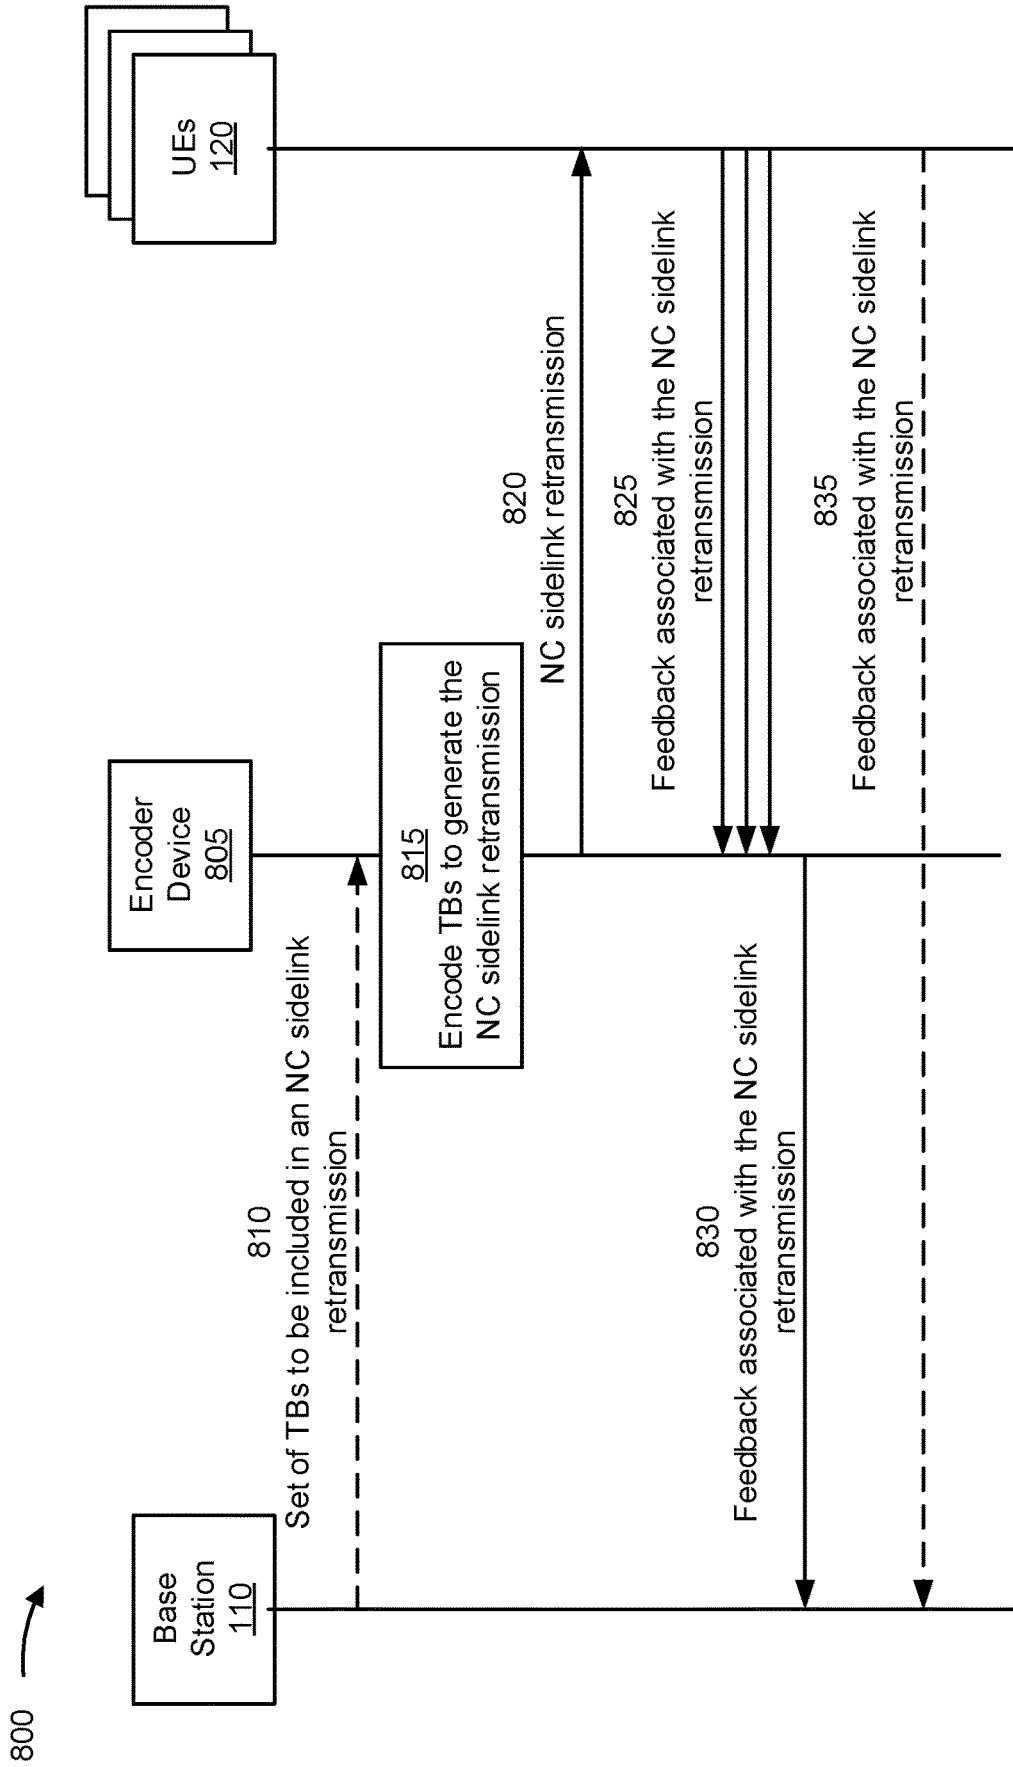 800
Base
Station
110
Encoder
Device
805
UEs
120
810
Set of TBs to be included in an NC sidelink
retransmission
815
Encode TBs to generate the
NC sidelink retransmission
820
NC sidelink retransmission
825
Feedback associated with the NC sidelink
retransmission
830
Feedback associated with the NC sidelink
retransmission
835
Feedback associated with the NC sidelink
retransmission